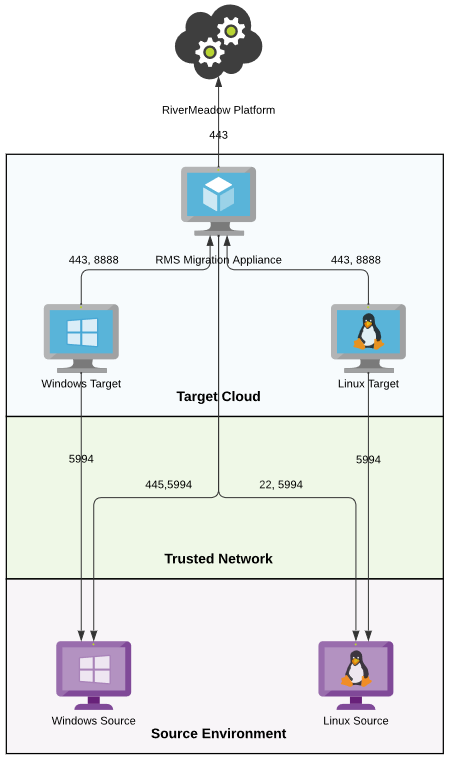 RiverMeadow Platform
443
443, 8888
RMS Migration Appliance
443, 8888
Windows Target
Linux Target
Target Cloud
5994
5994
445,5994
22, 5994
Trusted Network
Windows Source
Linux Source
Source Environment